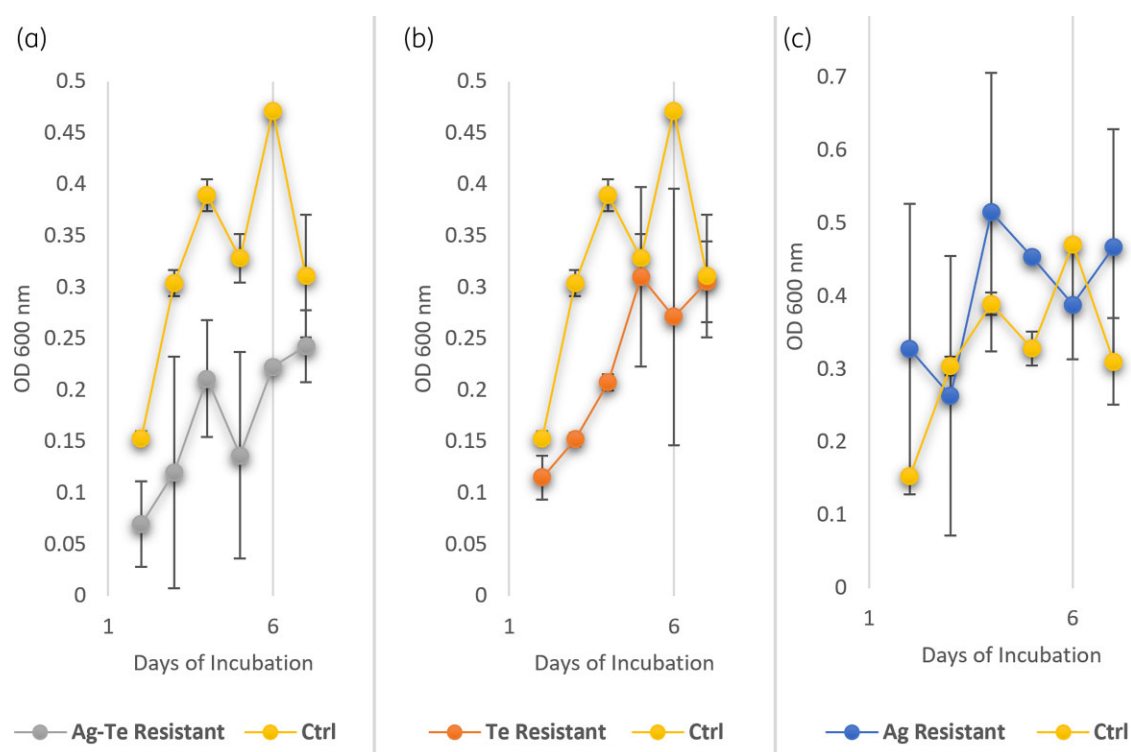 (a)
OD 600 nm
0.5
0.45
0.4
0.35
0.3
0.25
0.2
0.15
0.1
0.05
0
1
6
Days of Incubation
Ag-Te Resistant
Ctrl
(b)
OD 600 nm
0.5
0.45
0.4
0.35
0.3
0.25
0.2
0.15
0.1
0.05
0
1
6
Days of Incubation
Te Resistant
Ctrl
(c)
OD 600 nm
0.7
0.6
0.5
0.4
0.3
0.2
0.1
0
1
6
Days of Incubation
Ag Resistant
Ctrl